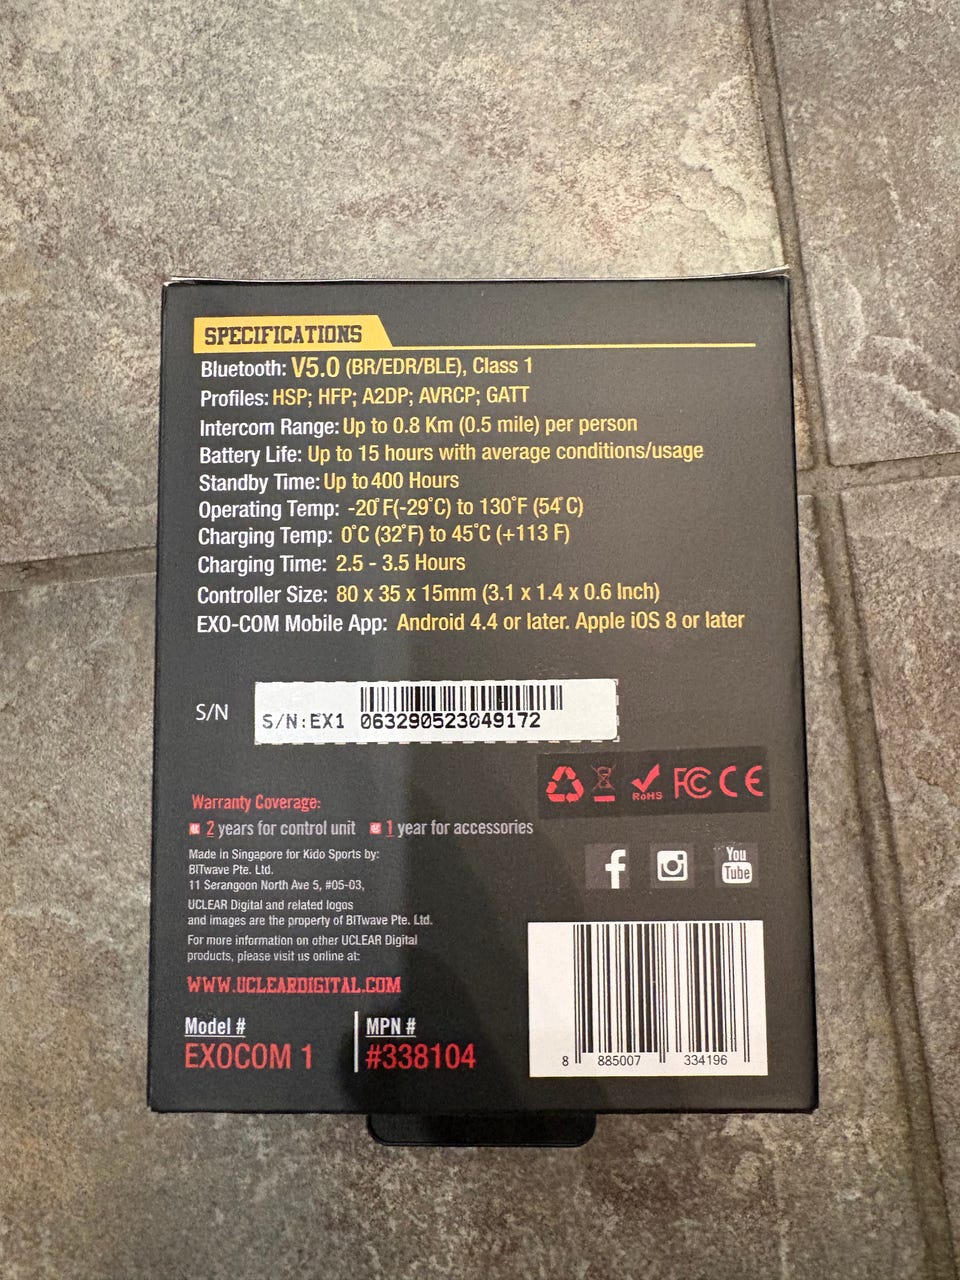 SPECIFICATIONS
Bluetooth: V5.0 (BR/EDR/BLE), Class 1
Profiles: HSP; HFP; A2DP; AVRCP; GATT
Intercom Range: Up to 0.8 Km (0.5 mile) per person
Battery Life: Up to 15 hours with average conditions/usage
Standby Time: Up to 400 Hours
Operating Temp: -20°F(-29°C) to 130°F (54°C)
Charging Temp: 0°C (32°F) to 45°C (+113 F)
Charging Time: 2.5 - 3.5 Hours
Controller Size: 80 x 35 x 15mm (3.1 x 1.4 x 0.6 Inch)
EXO-COM Mobile App: Android 4.4 or later. Apple iOS 8 or later
S/N
S/N:EX1 063290523049172
RoHS FC CE
Warranty Coverage:
2 years for control unit 1 year for accessories
Made in Singapore for Kido Sports by:
BITwave Pte. Ltd.
11 Serangoon North Ave 5, #05-03,
UCLEAR Digital and related logos
and images are the property of BITwave Pte. Ltd.
For more information on other UCLEAR Digital
products, please visit us online at:
WWW.UCLEARDIGITAL.COM
f
You
Tube
Model #
EXOCOM 1
MPN #
#338104
8 885007 334196